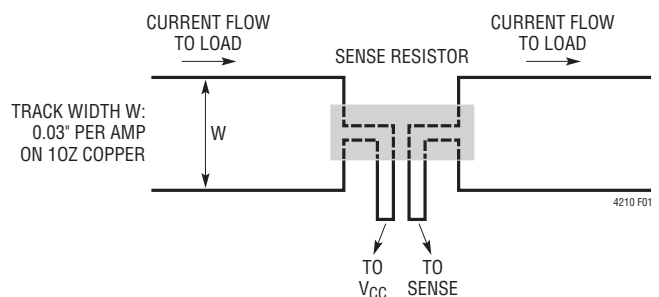 CURRENT FLOW
TO LOAD
CURRENT FLOW
TO LOAD
SENSE RESISTOR
TRACK WIDTH W:
0.03" PER AMP
ON 1OZ COPPER
W
4210 F01
TO
VCC
TO
SENSE